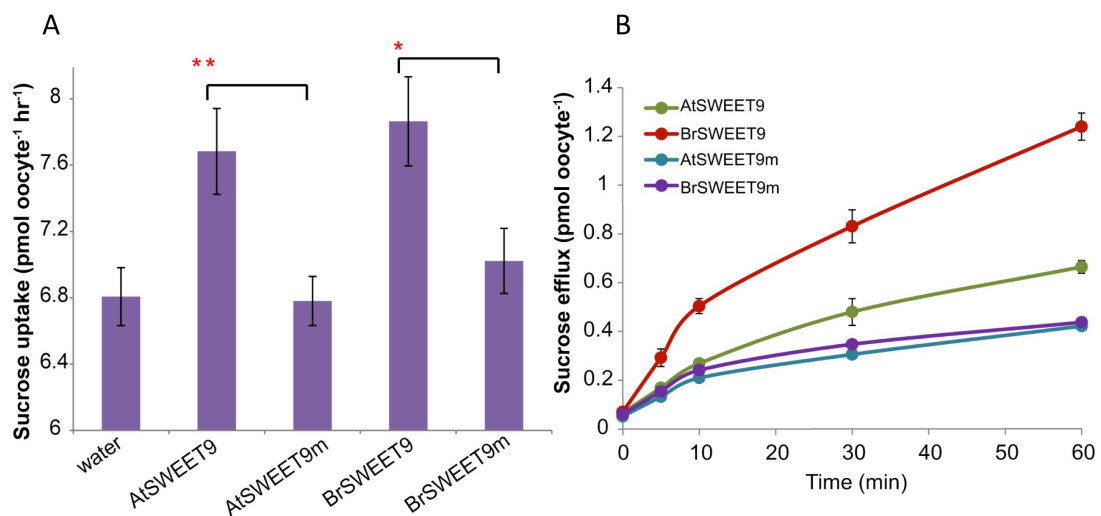 A
Sucrose uptake (pmol oocyte⁻¹ hr⁻¹)
8
7.6
7.2
6.8
6.4
6
**
*
water
AtSWEET9
AtSWEET9m
BrSWEET9
BrSWEET9m
B
Sucrose efflux (pmol oocyte⁻¹)
1.4
1.2
1
0.8
0.6
0.4
0.2
0
AtSWEET9
BrSWEET9
AtSWEET9m
BrSWEET9m
0 10 20 30 40 50 60
Time (min)